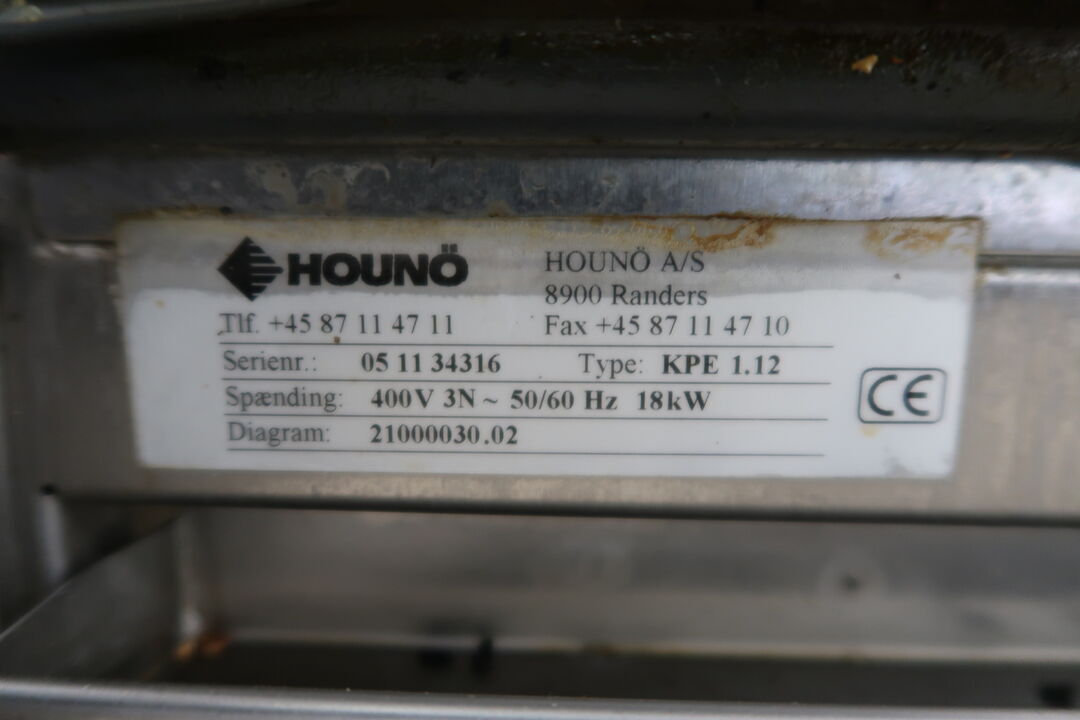 HOUNÖ
HOUNÖ A/S
8900 Randers
Tlf. +45 87 11 47 11 Fax +45 87 11 47 10
Serienr.: 05 11 34316 Type: KPE 1.12
Spænding: 400V 3N ~ 50/60 Hz 18kW
Diagram: 21000030.02
CE